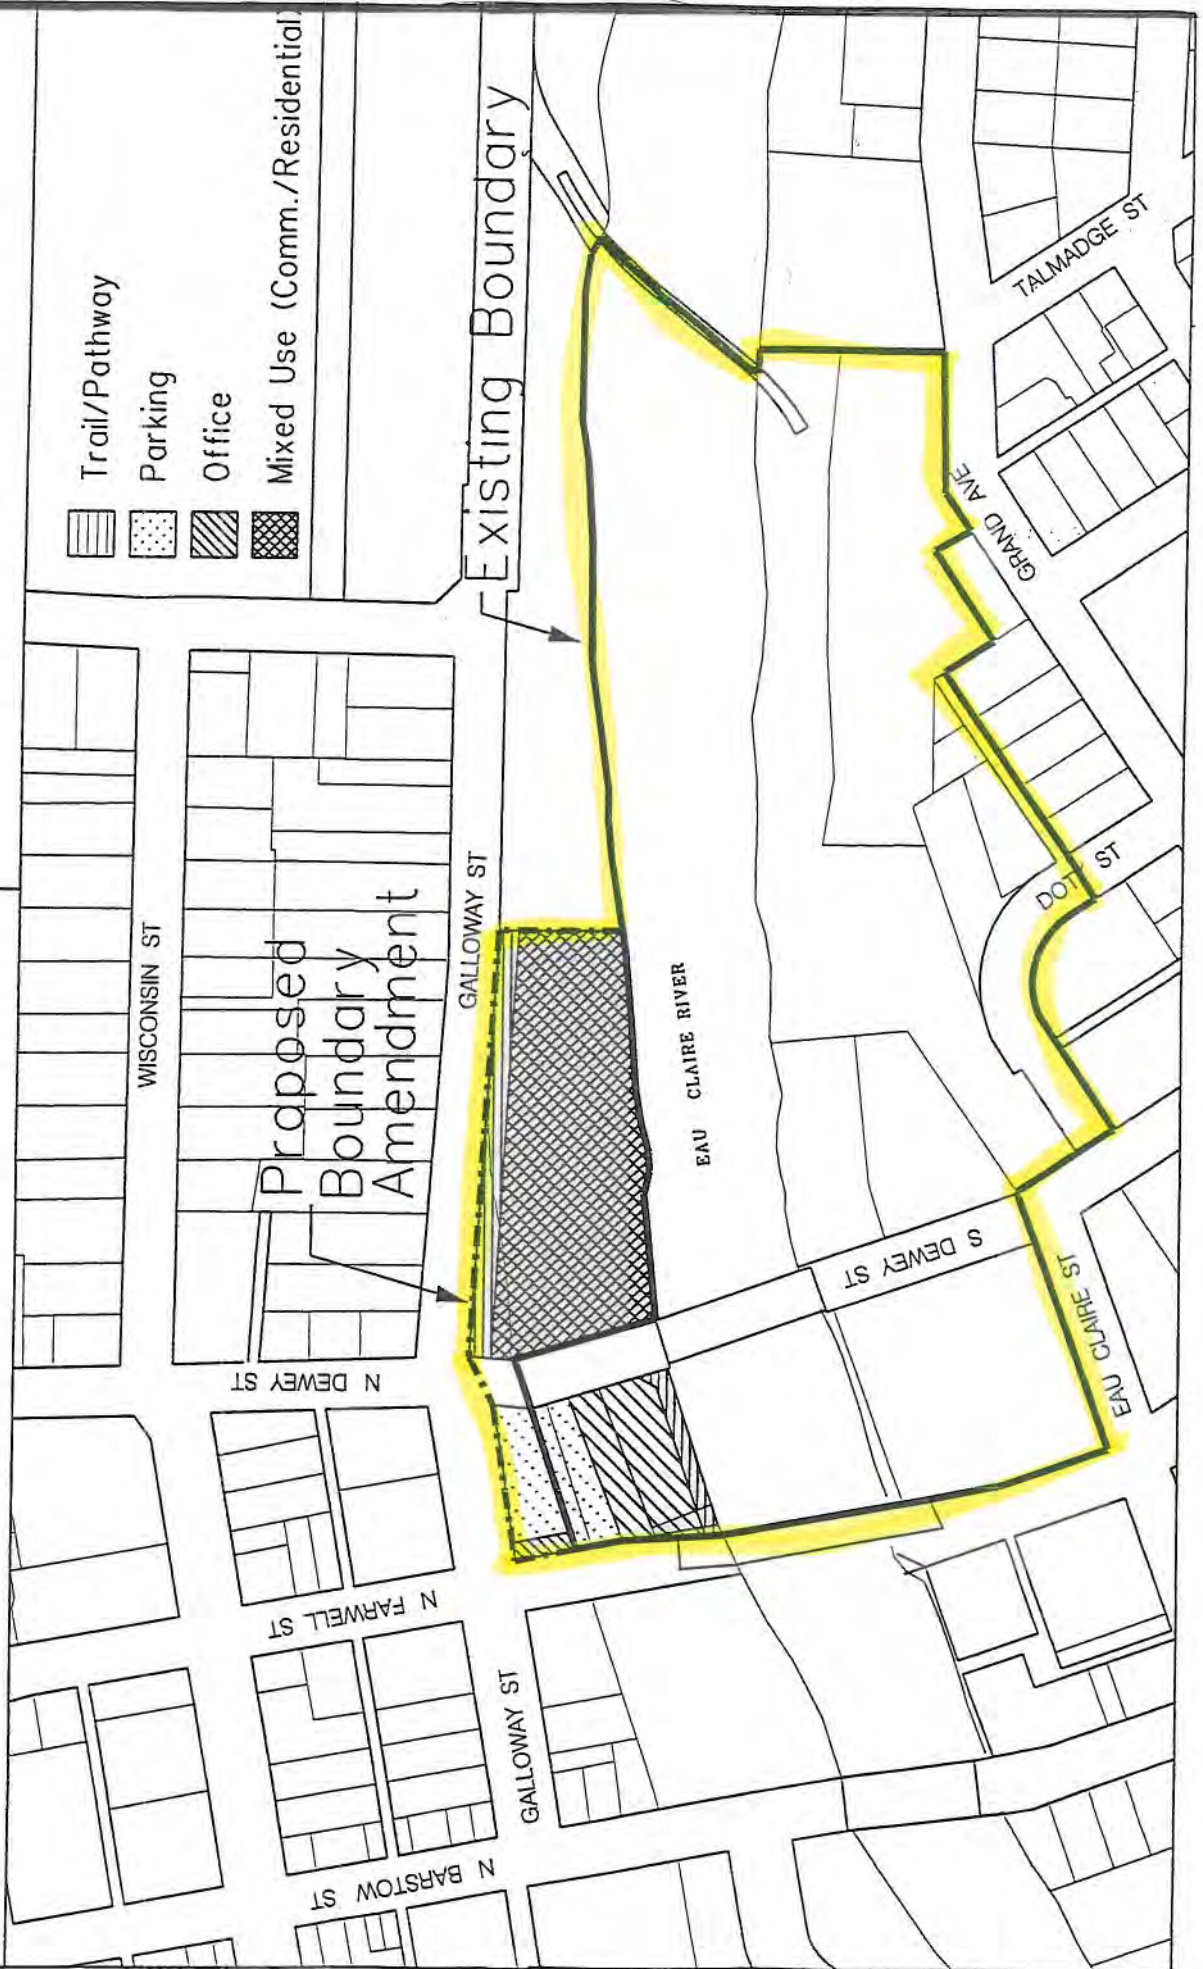 Trail/Pathway
Parking
Office
Mixed Use (Comm./Residential)
Existing Boundary
Proposed
Boundary
Amendment
WISCONSIN ST
GALLOWAY ST
EAU CLAIRE RIVER
TALMADGE ST
GRAND AVE
DOTY ST
S DEWEY ST
EAU CLAIRE ST
N DEWEY ST
N FARWELL ST
GALLOWAY ST
N BARSTOW ST